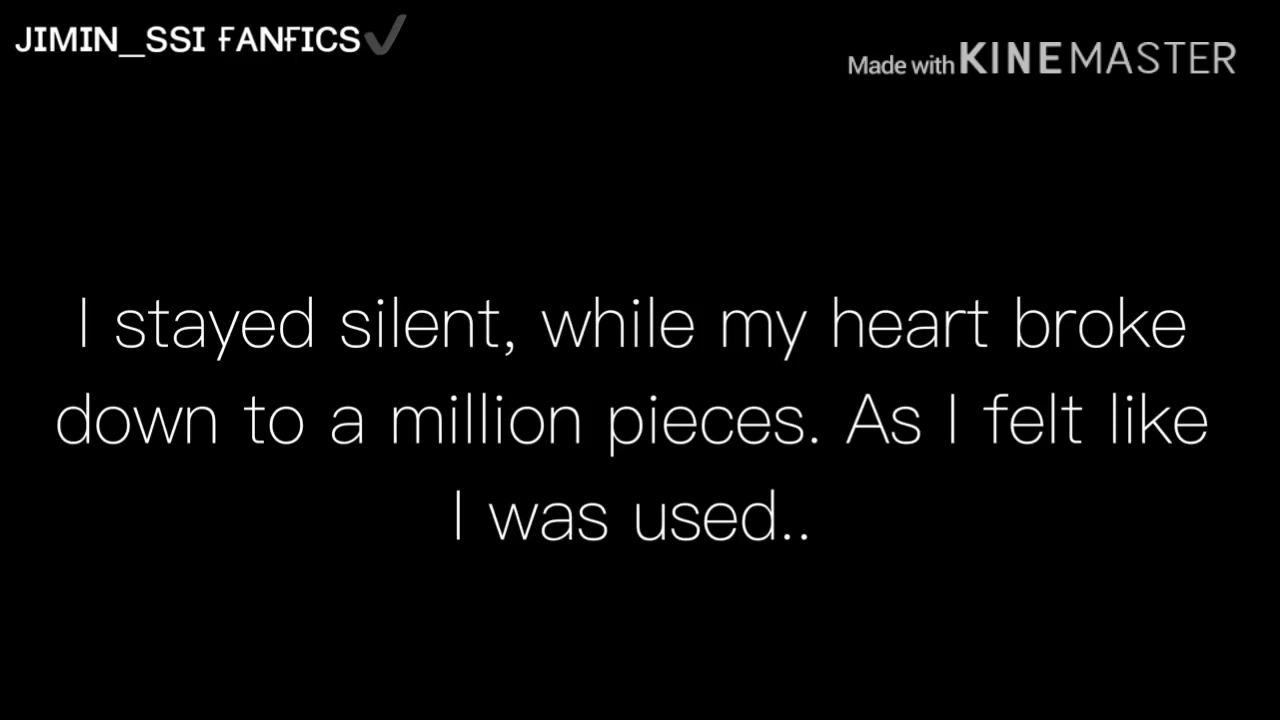 JIMIN_SSI FANFICS✔
Made with KINEMASTER
I stayed silent, while my heart broke
down to a million pieces. As I felt like
I was used..